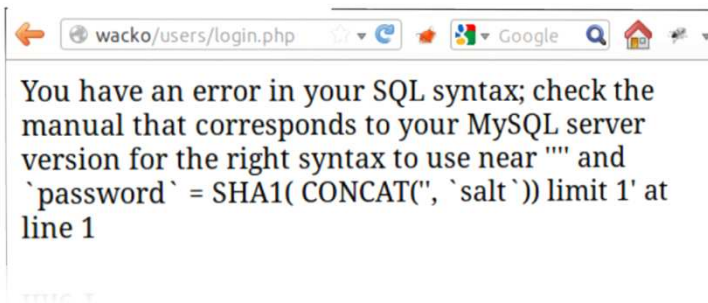 wacko/users/login.php
Google
You have an error in your SQL syntax; check the
manual that corresponds to your MySQL server
version for the right syntax to use near '''' and
`password` = SHA1( CONCAT('', `salt`)) limit 1' at
line 1